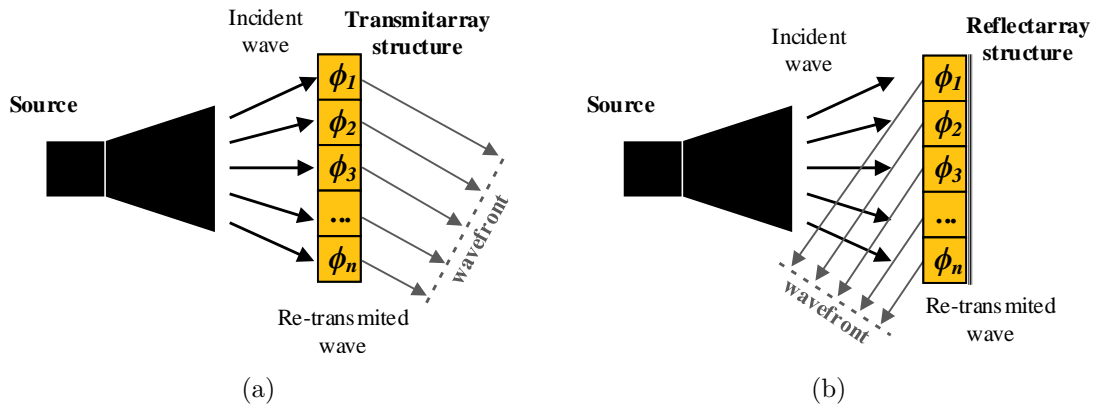 Incident
wave
Transmitarray
structure
Source
ϕ1
ϕ2
ϕ3
...
ϕn
wavefront
Re-transmited
wave
(a)
Incident
wave
Reflectarray
structure
Source
ϕ1
ϕ2
ϕ3
...
ϕn
wavefront
Re-transmited
wave
(b)